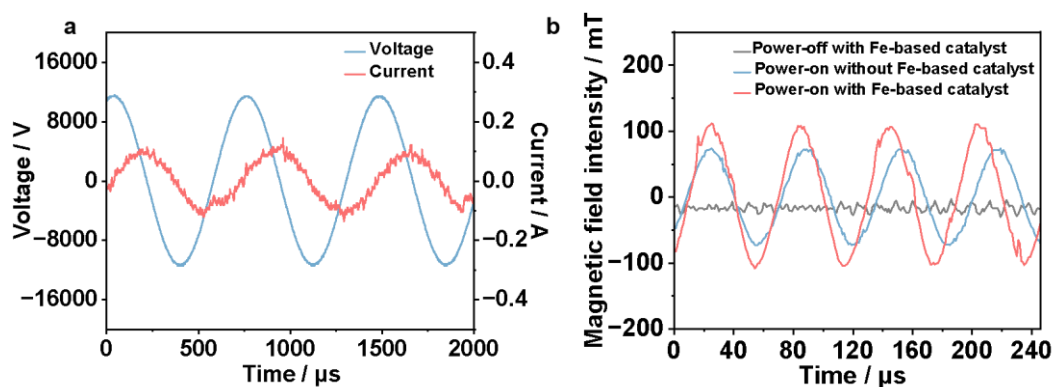 a
Voltage
Current
16000
8000
0
−8000
−16000
Voltage / V
0.4
0.2
0.0
−0.2
−0.4
Current / A
0 500 1000 1500 2000
Time / μs
b
Power-off with Fe-based catalyst
Power-on without Fe-based catalyst
Power-on with Fe-based catalyst
200
100
0
−100
−200
Magnetic field intensity / mT
0 40 80 120 160 200 240
Time / μs